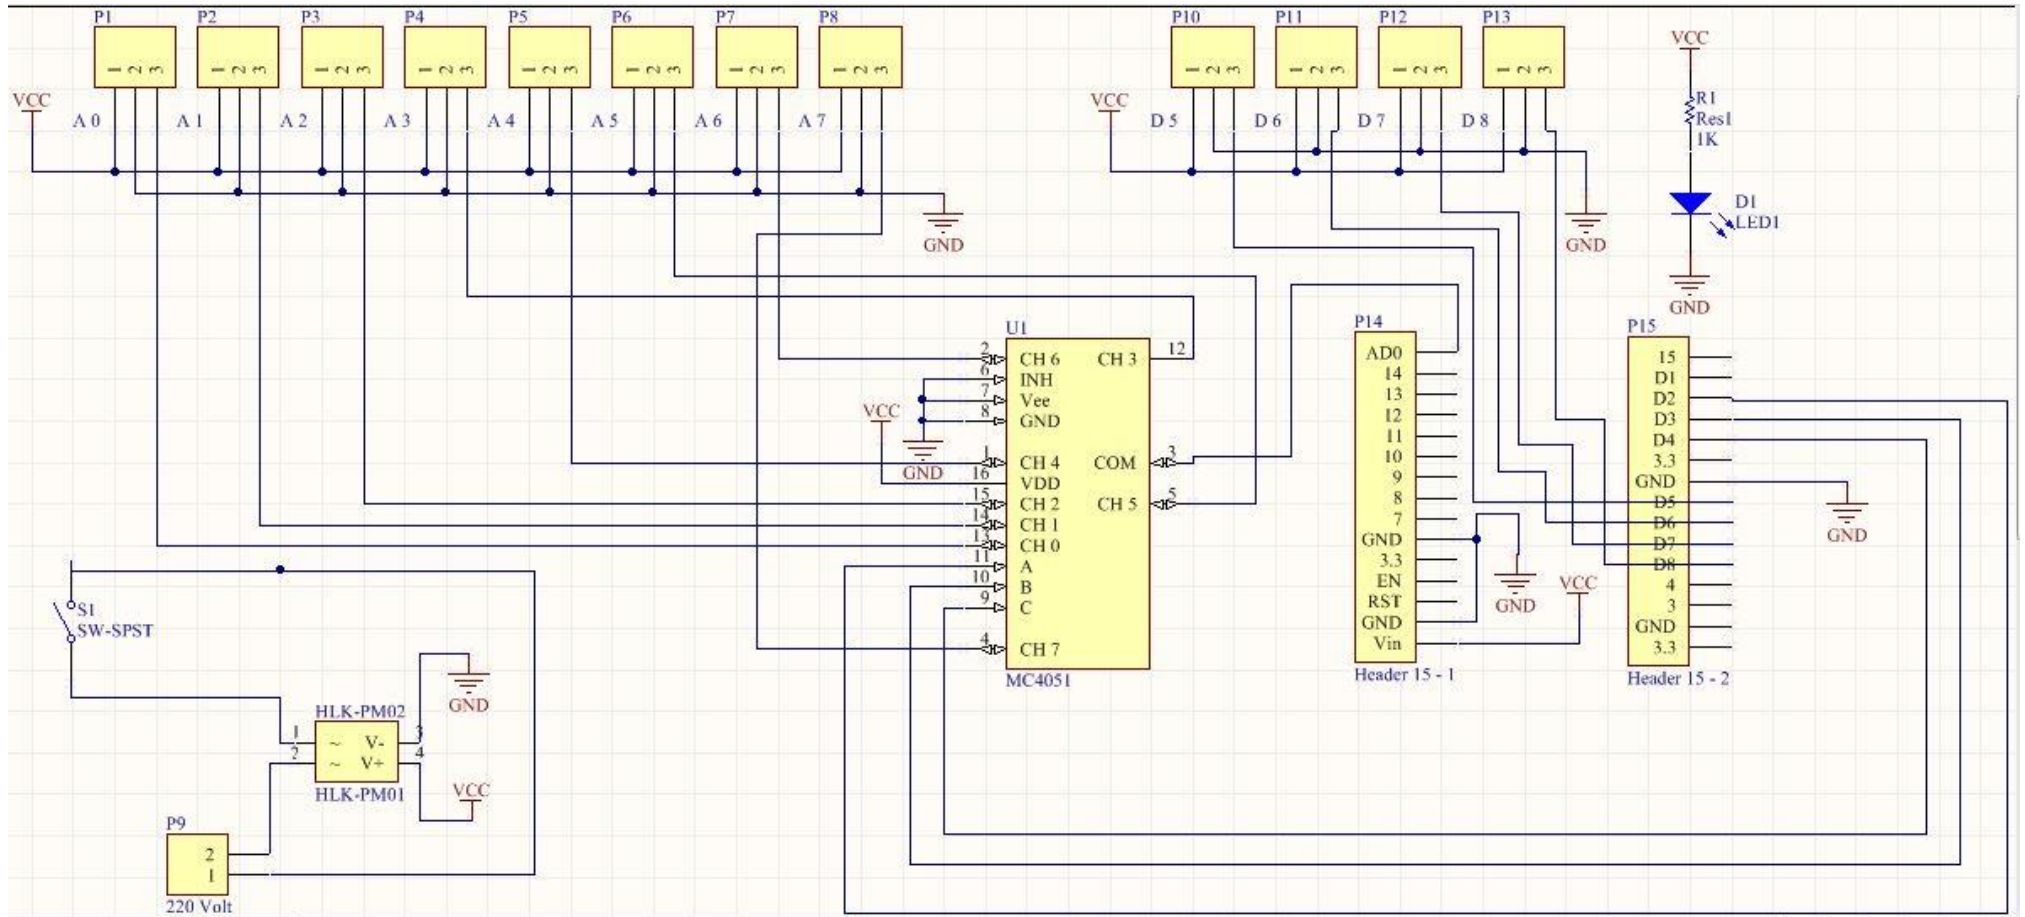 P1 P2 P3 P4 P5 P6 P7 P8 P10 P11 P12 P13
1 2 3 1 2 3 1 2 3 1 2 3 1 2 3 1 2 3 1 2 3 1 2 3 1 2 3 1 2 3 1 2 3 1 2 3
VCC
VCC
VCC
A 0 A 1 A 2 A 3 A 4 A 5 A 6 A 7 D 5 D 6 D 7 D 8
R1
Res1
1K
D1
LED1
GND
GND
GND
U1
2 CH 6
6 INH
7 Vee
8 GND
1 CH 4
16 VDD
15 CH 2
14 CH 1
13 CH 0
11 A
10 B
9 C
4 CH 7
CH 3 12
COM 3
CH 5 5
MC4051
VCC
GND
P14
AD0
14
13
12
11
10
9
8
7
GND
3.3
EN
RST
GND
Vin
Header 15 - 1
GND
VCC
P15
15
D1
D2
D3
D4
3.3
GND
D5
D6
D7
D8
4
3
GND
3.3
Header 15 - 2
GND
S1
SW-SPST
HLK-PM02
1 ~ V- 3
2 ~ V+ 4
HLK-PM01
GND
VCC
P9
2
1
220 Volt